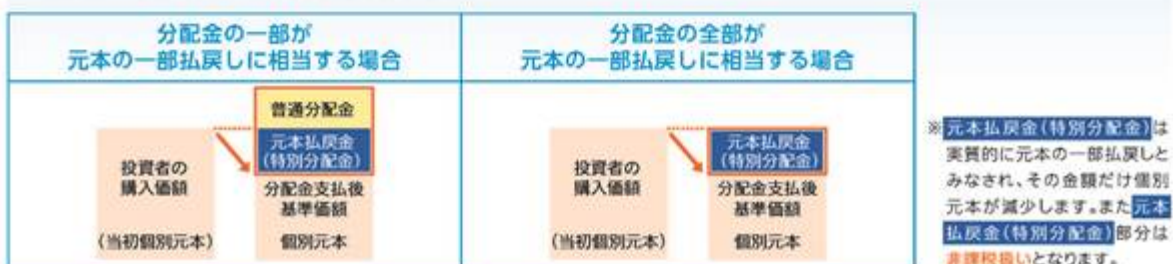 分配金の一部が
元本の一部払戻しに相当する場合
普通分配金
元本払戻金
(特別分配金)
投資者の
購入価額
分配金支払後
基準価額
(当初個別元本)
個別元本
分配金の全部が
元本の一部払戻しに相当する場合
元本払戻金
(特別分配金)
投資者の
購入価額
分配金支払後
基準価額
(当初個別元本)
個別元本
※元本払戻金(特別分配金)は
実質的に元本の一部払戻しと
みなされ、その金額だけ個別
元本が減少します。また元本
払戻金(特別分配金)部分は
非課税扱いとなります。